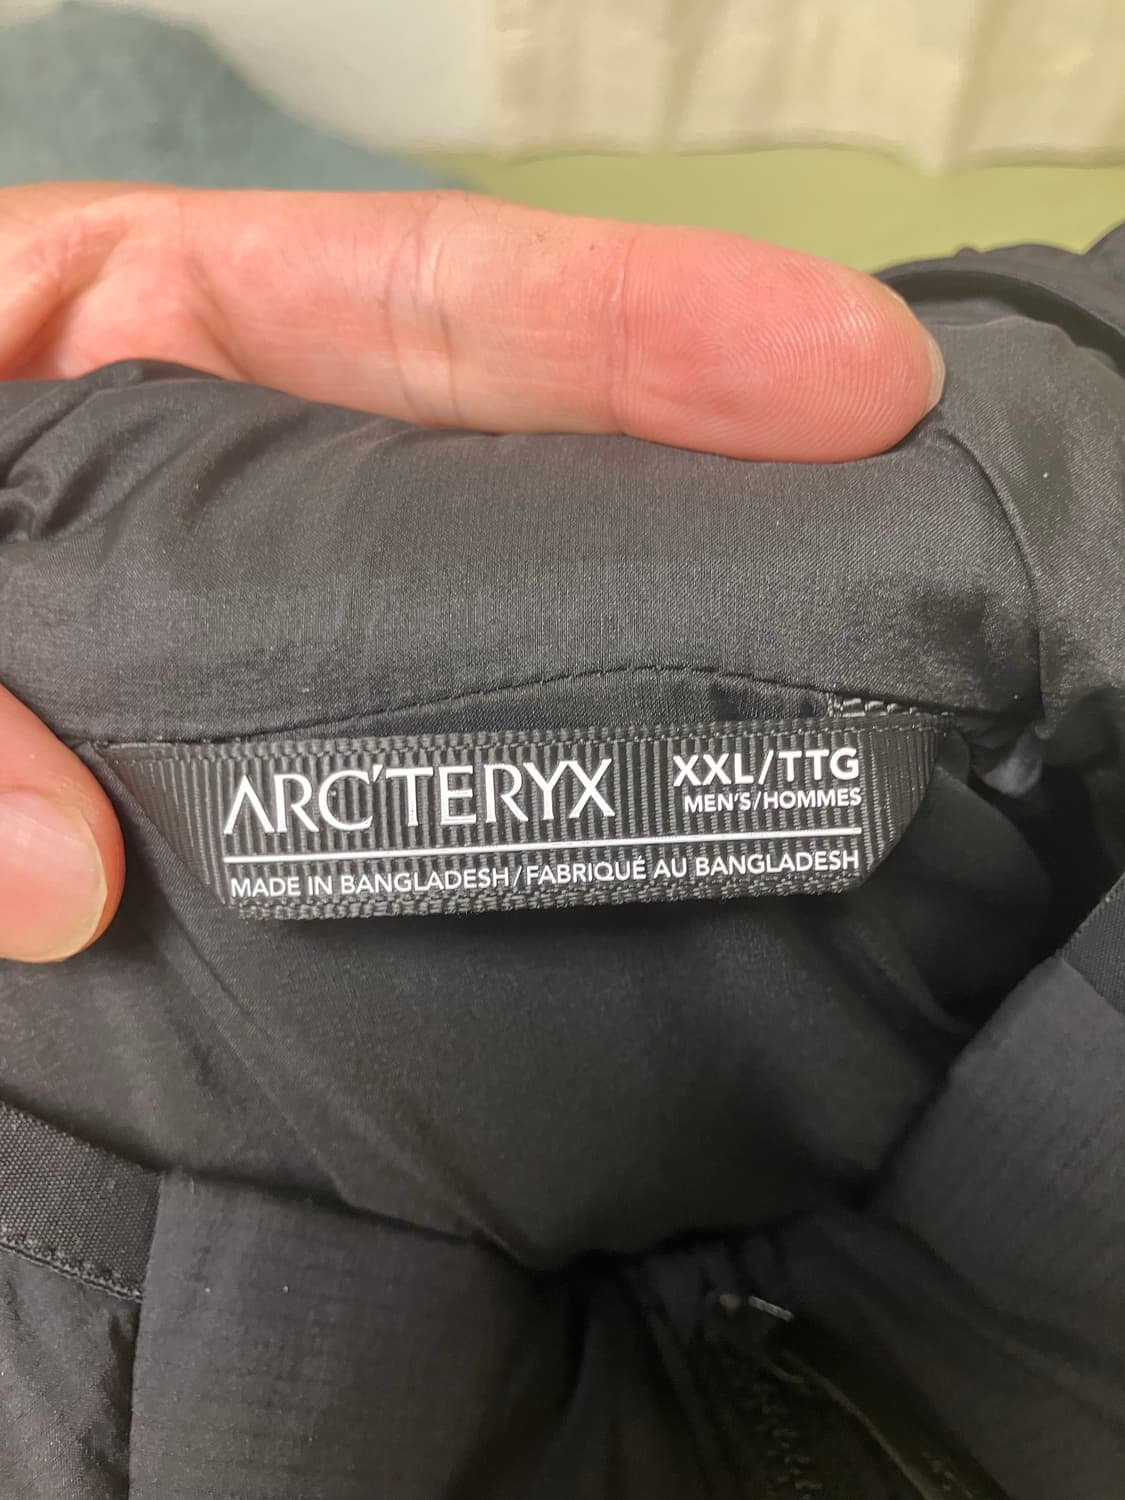 ARC'TERYX
XXL/TTG
MEN'S/HOMMES
MADE IN BANGLADESH/FABRIQUÉ AU BANGLADESH